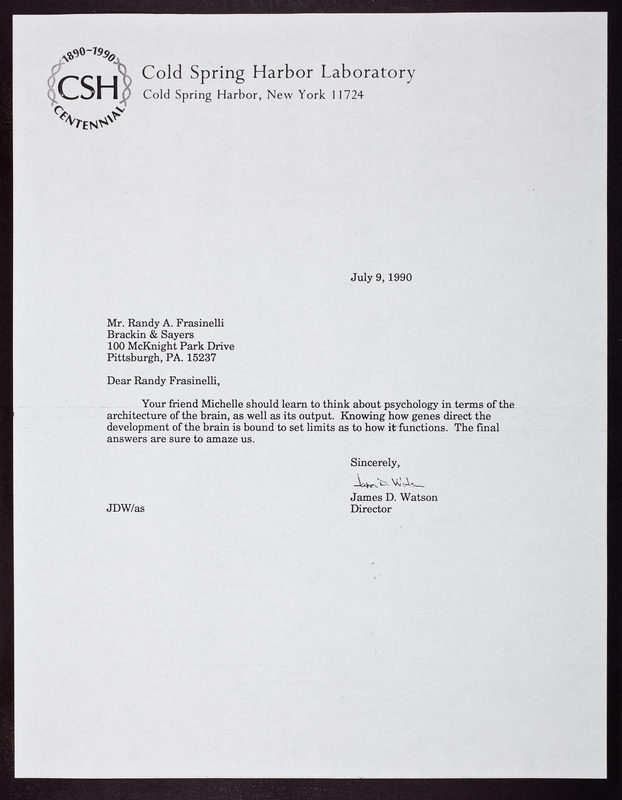 1890~1990
CSH
CENTENNIAL
Cold Spring Harbor Laboratory
Cold Spring Harbor, New York 11724
July 9, 1990
Mr. Randy A. Frasinelli
Brackin & Sayers
100 McKnight Park Drive
Pittsburgh, PA. 15237
Dear Randy Frasinelli,
Your friend Michelle should learn to think about psychology in terms of the
architecture of the brain, as well as its output. Knowing how genes direct the
development of the brain is bound to set limits as to how it functions. The final
answers are sure to amaze us.
Sincerely,
James D. Watson
James D. Watson
JDW/as
Director